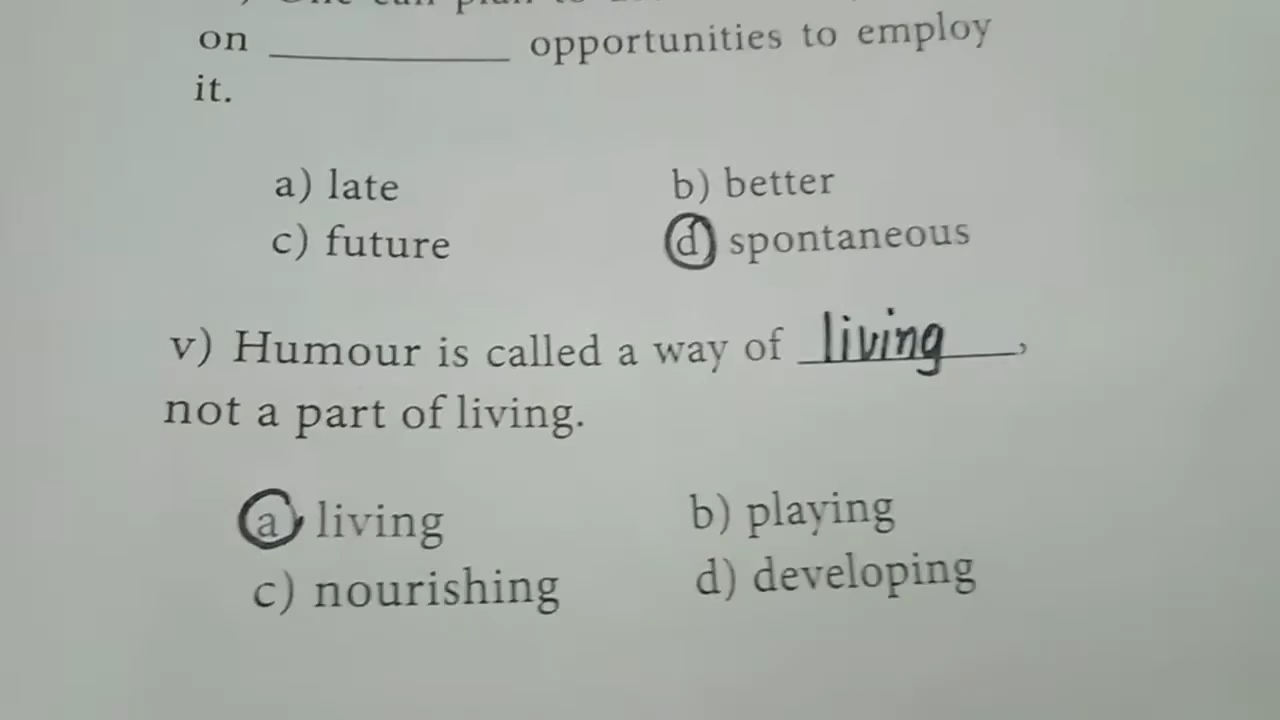 on __________ opportunities to employ
it.
a) late b) better
c) future d) spontaneous
v) Humour is called a way of living,
not a part of living.
a) living b) playing
c) nourishing d) developing